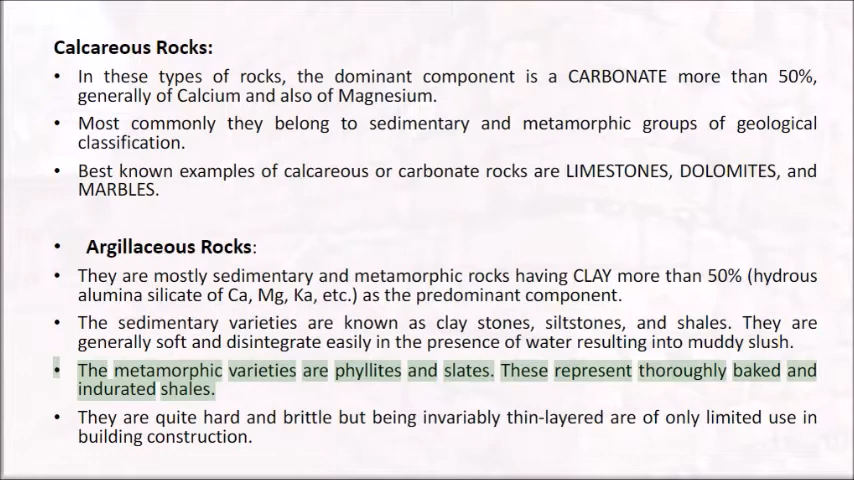 Calcareous Rocks:
• In these types of rocks, the dominant component is a CARBONATE more than 50%,
generally of Calcium and also of Magnesium.
• Most commonly they belong to sedimentary and metamorphic groups of geological
classification.
• Best known examples of calcareous or carbonate rocks are LIMESTONES, DOLOMITES, and
MARBLES.
• Argillaceous Rocks:
• They are mostly sedimentary and metamorphic rocks having CLAY more than 50% (hydrous
alumina silicate of Ca, Mg, Ka, etc.) as the predominant component.
• The sedimentary varieties are known as clay stones, siltstones, and shales. They are
generally soft and disintegrate easily in the presence of water resulting into muddy slush.
• The metamorphic varieties are phyllites and slates. These represent thoroughly baked and
indurated shales.
• They are quite hard and brittle but being invariably thin-layered are of only limited use in
building construction.